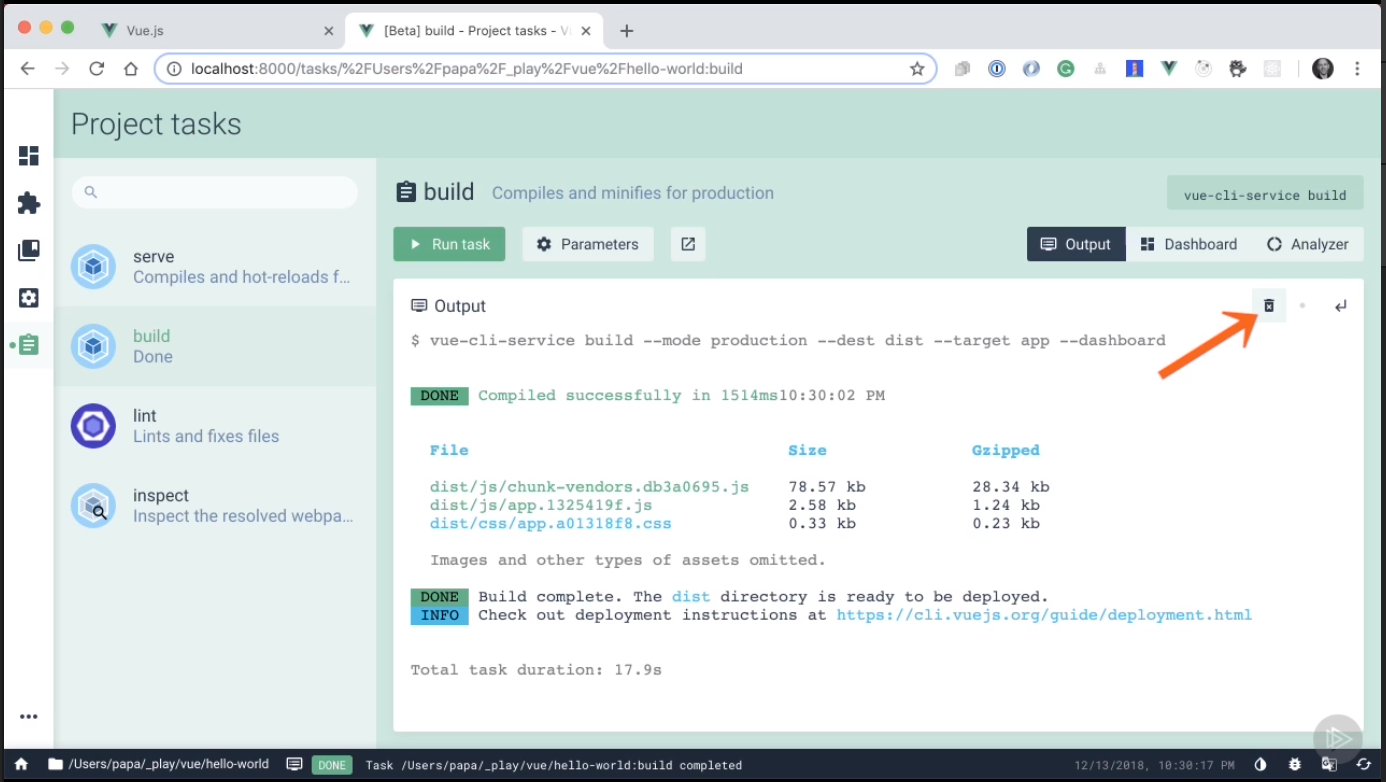 Vue.js
[Beta] build - Project tasks - V
localhost:8000/tasks/%2FUsers%2Fpapa%2F_play%2Fvue%2Fhello-world:build
Project tasks
build Compiles and minifies for production
vue-cli-service build
Run task
Parameters
Output
Dashboard
Analyzer
serve
Compiles and hot-reloads f...
build
Done
lint
Lints and fixes files
inspect
Inspect the resolved webpa...
Output
$ vue-cli-service build --mode production --dest dist --target app --dashboard
DONE Compiled successfully in 1514ms10:30:02 PM
File Size Gzipped
dist/js/chunk-vendors.db3a0695.js 78.57 kb 28.34 kb
dist/js/app.1325419f.js 2.58 kb 1.24 kb
dist/css/app.a01318f8.css 0.33 kb 0.23 kb
Images and other types of assets omitted.
DONE Build complete. The dist directory is ready to be deployed.
INFO Check out deployment instructions at https://cli.vuejs.org/guide/deployment.html
Total task duration: 17.9s
/Users/papa/_play/vue/hello-world
DONE Task /Users/papa/_play/vue/hello-world:build completed
12/13/2018, 10:30:17 PM